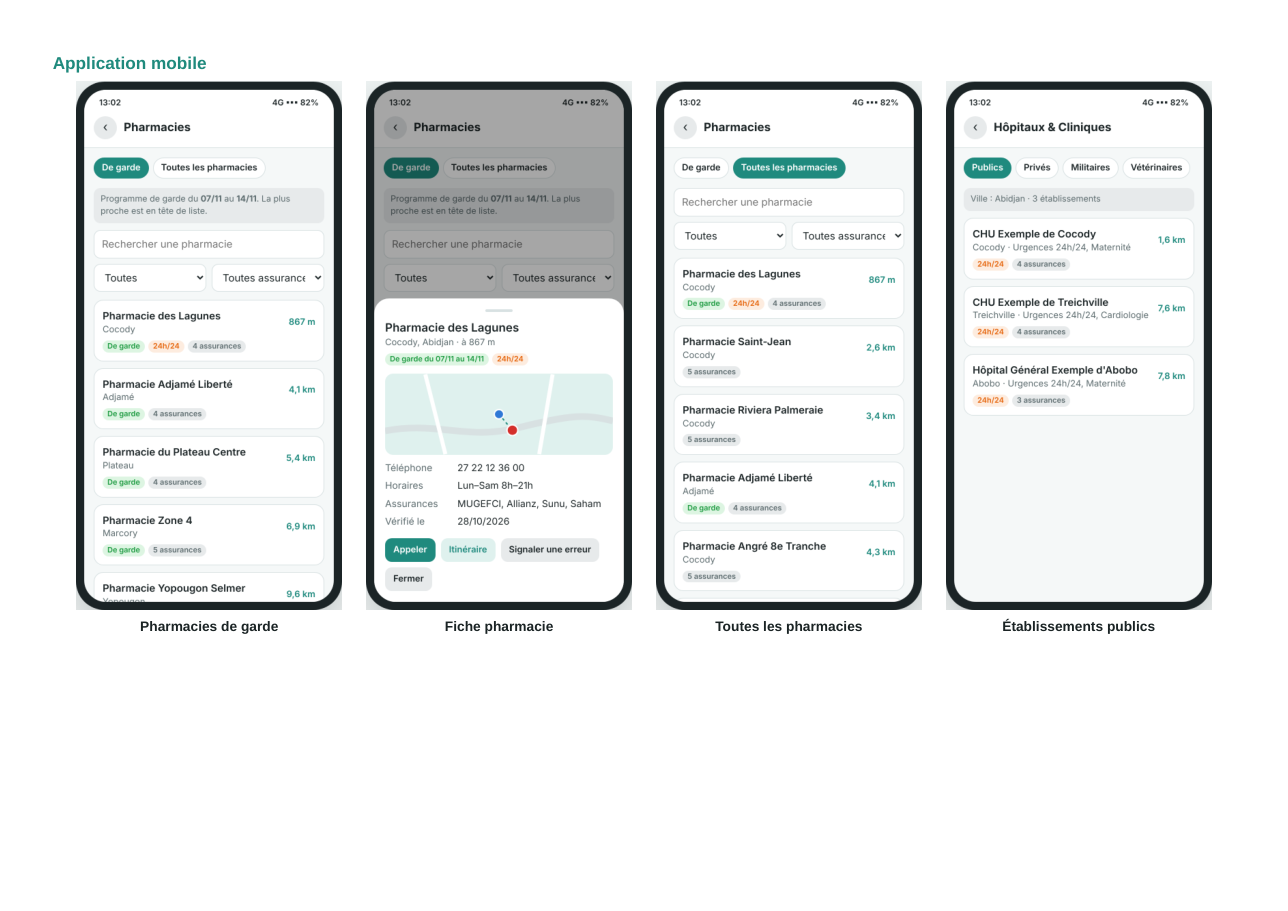 Application mobile
13:02
4G ••• 82%
‹ Pharmacies
De garde
Toutes les pharmacies
Programme de garde du 07/11 au 14/11. La plus
proche est en tête de liste.
Rechercher une pharmacie
Toutes
Toutes assurance
Pharmacie des Lagunes
867 m
Cocody
De garde
24h/24
4 assurances
Pharmacie Adjamé Liberté
4,1 km
Adjamé
De garde
4 assurances
Pharmacie du Plateau Centre
5,4 km
Plateau
De garde
4 assurances
Pharmacie Zone 4
6,9 km
Marcory
De garde
5 assurances
Pharmacie Yopougon Selmer
9,6 km
Yopougon
Pharmacies de garde
13:02
4G ••• 82%
‹ Pharmacies
De garde
Toutes les pharmacies
Programme de garde du 07/11 au 14/11. La plus
proche est en tête de liste.
Rechercher une pharmacie
Toutes
Toutes assurance
Pharmacie des Lagunes
Cocody, Abidjan · à 867 m
De garde du 07/11 au 14/11
24h/24
Téléphone 27 22 12 36 00
Horaires Lun–Sam 8h–21h
Assurances MUGEFCI, Allianz, Sunu, Saham
Vérifié le 28/10/2026
Appeler
Itinéraire
Signaler une erreur
Fermer
Fiche pharmacie
13:02
4G ••• 82%
‹ Pharmacies
De garde
Toutes les pharmacies
Rechercher une pharmacie
Toutes
Toutes assurance
Pharmacie des Lagunes
867 m
Cocody
De garde
24h/24
4 assurances
Pharmacie Saint-Jean
2,6 km
Cocody
5 assurances
Pharmacie Riviera Palmeraie
3,4 km
Cocody
5 assurances
Pharmacie Adjamé Liberté
4,1 km
Adjamé
De garde
4 assurances
Pharmacie Angré 8e Tranche
4,3 km
Cocody
5 assurances
Toutes les pharmacies
13:02
4G ••• 82%
‹ Hôpitaux & Cliniques
Publics
Privés
Militaires
Vétérinaires
Ville : Abidjan · 3 établissements
CHU Exemple de Cocody
1,6 km
Cocody · Urgences 24h/24, Maternité
24h/24
4 assurances
CHU Exemple de Treichville
7,6 km
Treichville · Urgences 24h/24, Cardiologie
24h/24
4 assurances
Hôpital Général Exemple d'Abobo
7,8 km
Abobo · Urgences 24h/24, Maternité
24h/24
3 assurances
Établissements publics